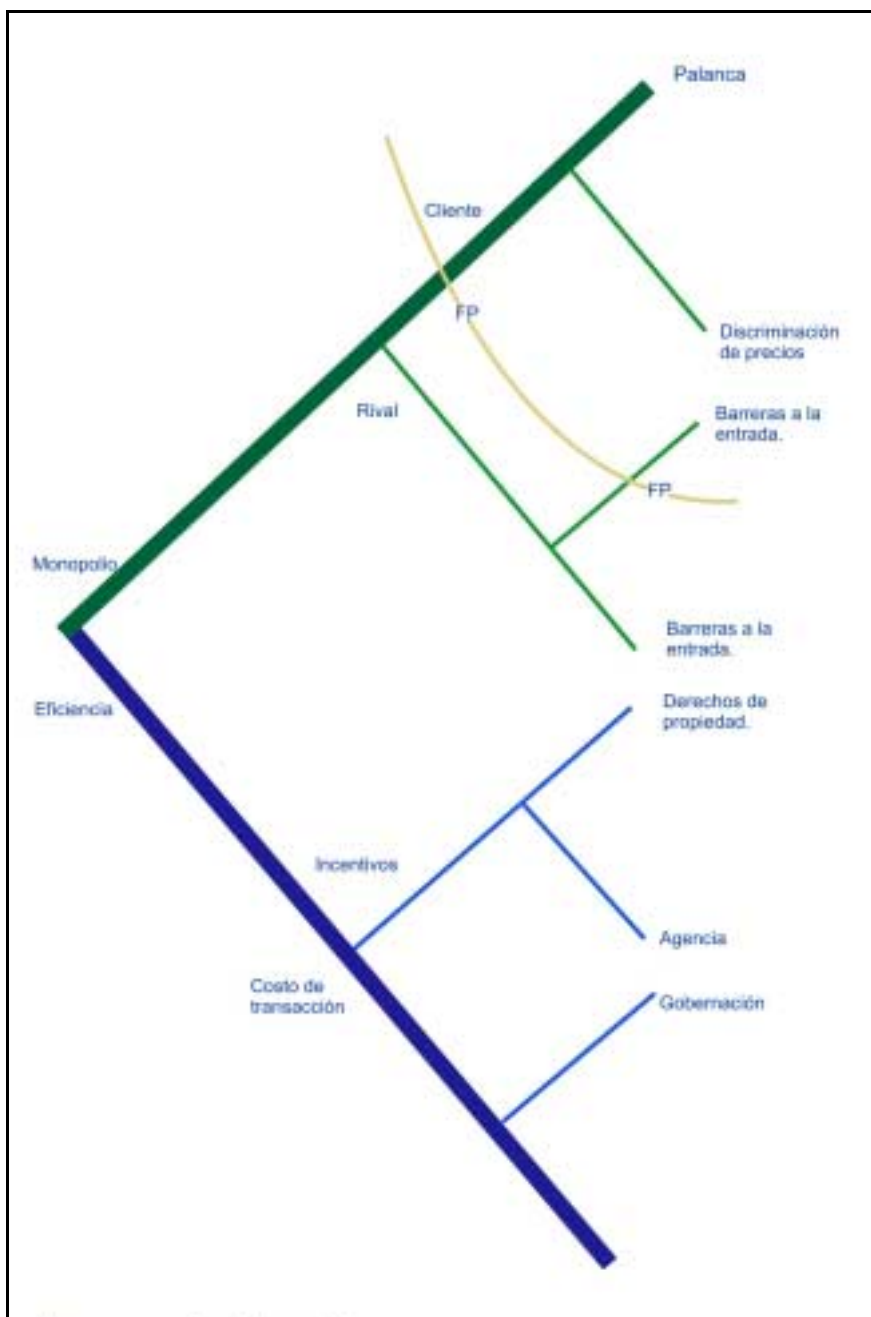 Palanca
Cliente
FP
Discriminación
de precios
Rival
Barreras a la
entrada.
FP
Monopolio
Barreras a la
entrada.
Eficiencia
Derechos de
propiedad.
Incentivos
Agencia
Costo de
transacción
Gobernación